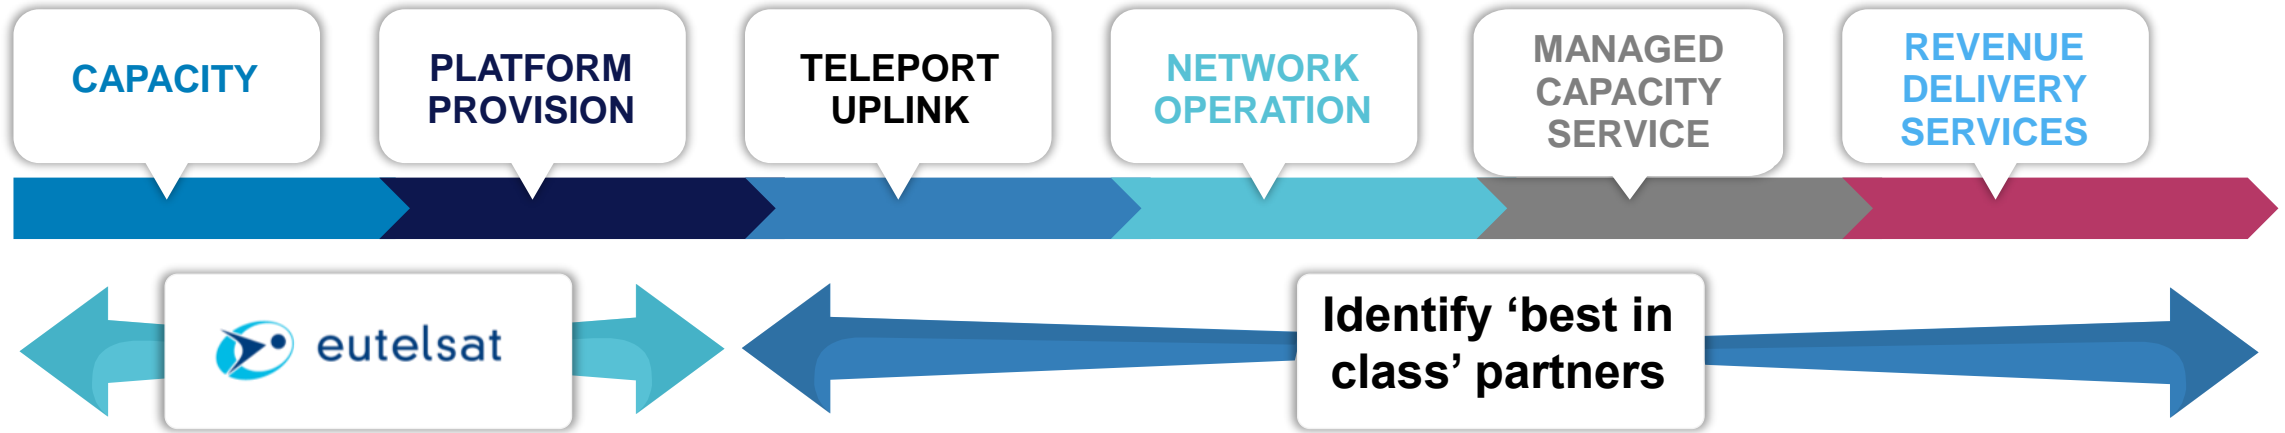 CAPACITY
PLATFORM
PROVISION
TELEPORT
UPLINK
NETWORK
OPERATION
MANAGED
CAPACITY
SERVICE
REVENUE
DELIVERY
SERVICES
eutelsat
Identify ‘best in
class’ partners